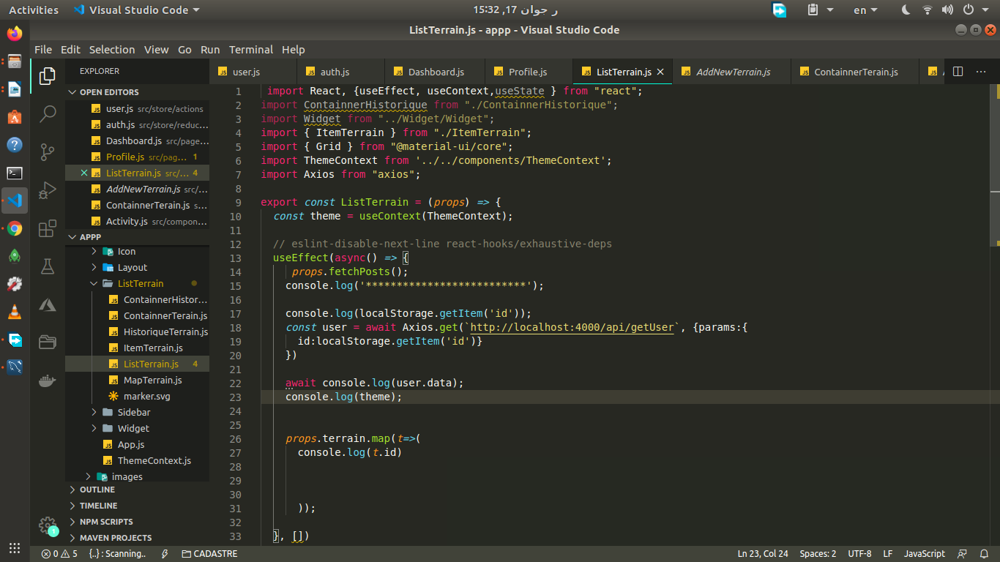 Activities Visual Studio Code ر جوان 17, 15:32 en
ListTerrain.js - appp - Visual Studio Code
File Edit Selection View Go Run Terminal Help
EXPLORER
OPEN EDITORS
user.js src/store/actions
auth.js src/store/reduc...
Dashboard.js src/page...
Profile.js src/pag... 1
ListTerrain.js src/... 4
AddNewTerrain.js src/...
ContainnerTerain.js s...
Activity.js src/compon...
APPP
Icon
Layout
ListTerrain
ContainnerHistor...
ContainnerTerain.js
HistoriqueTerrain.js
ItemTerrain.js
ListTerrain.js 4
MapTerrain.js
marker.svg
Sidebar
Widget
App.js
ThemeContext.js
images
OUTLINE
TIMELINE
NPM SCRIPTS
MAVEN PROJECTS
user.js auth.js Dashboard.js Profile.js ListTerrain.js AddNewTerrain.js ContainnerTerain.js
1 import React, {useEffect, useContext,useState } from "react";
2 import ContainnerHistorique from "./ContainnerHistorique";
3 import Widget from "../Widget/Widget";
4 import { ItemTerrain } from "./ItemTerrain";
5 import { Grid } from "@material-ui/core";
6 import ThemeContext from '../../components/ThemeContext';
7 import Axios from "axios";
8
9 export const ListTerrain = (props) => {
10 const theme = useContext(ThemeContext);
11
12 // eslint-disable-next-line react-hooks/exhaustive-deps
13 useEffect(async() => {
14 props.fetchPosts();
15 console.log('**************************');
16
17 console.log(localStorage.getItem('id'));
18 const user = await Axios.get(`http://localhost:4000/api/getUser`, {params:{
19 id:localStorage.getItem('id')}
20 })
21
22 await console.log(user.data);
23 console.log(theme);
24
25
26 props.terrain.map(t=>(
27 console.log(t.id)
28
29
30
31 ));
32
33 }, [])
0 5 {..} : Scanning.. CADASTRE Ln 23, Col 24 Spaces: 2 UTF-8 LF JavaScript